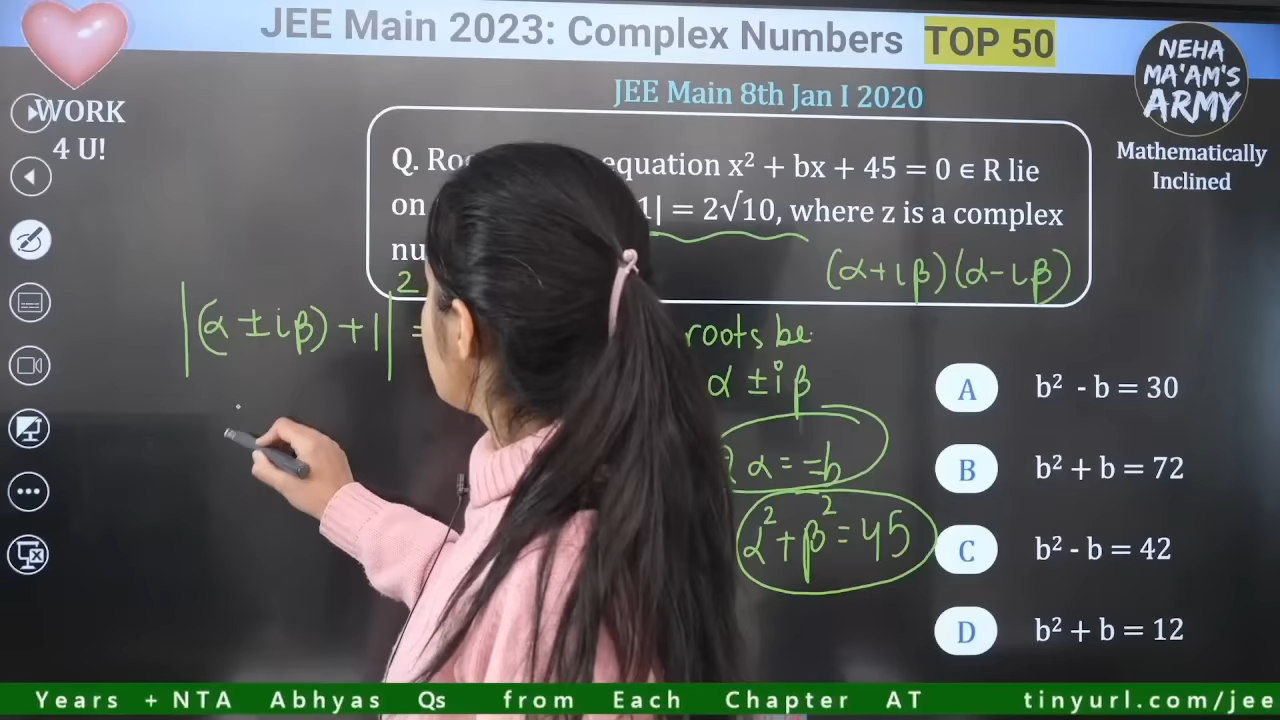 JEE Main 2023: Complex Numbers TOP 50
WORK
4 U!
NEHA
MA'AM'S
ARMY
Mathematically
Inclined
JEE Main 8th Jan I 2020
Q. equation x² + bx + 45 = 0 ∈ R lie
on 1| = 2√10, where z is a complex
(α+iβ)(α-iβ)
|(α ± iβ) + 1|² =
roots be
α ± iβ
α = -b
α² + β² = 45
A b² - b = 30
B b² + b = 72
C b² - b = 42
D b² + b = 12
Years + NTA Abhyas Qs from Each Chapter AT tinyurl.com/jee